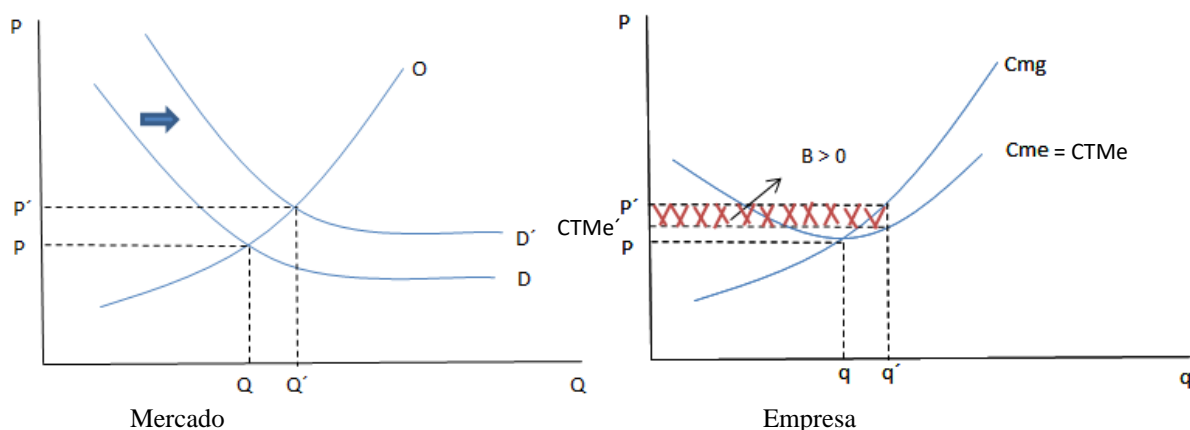 P
O
P´
P
D´
D
Q
Q´
Q
Mercado
P
Cmg
B > 0
Cme = CTMe
P´
CTMe´
P
q
q´
q
Empresa